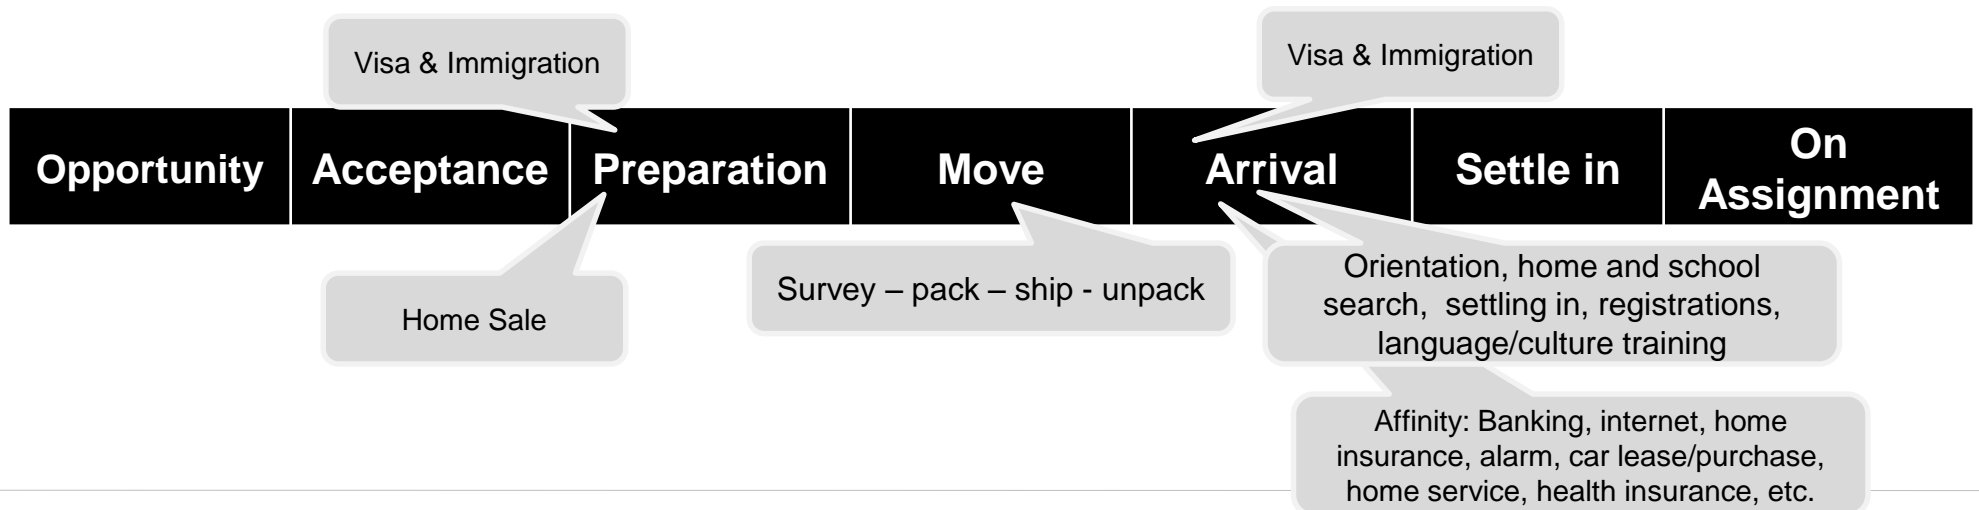 Visa & Immigration
Visa & Immigration
Opportunity
Acceptance
Preparation
Move
Arrival
Settle in
On
Assignment
Home Sale
Survey – pack – ship - unpack
Orientation, home and school
search,  settling in, registrations,
language/culture training
Affinity: Banking, internet, home
insurance, alarm, car lease/purchase,
home service, health insurance, etc.